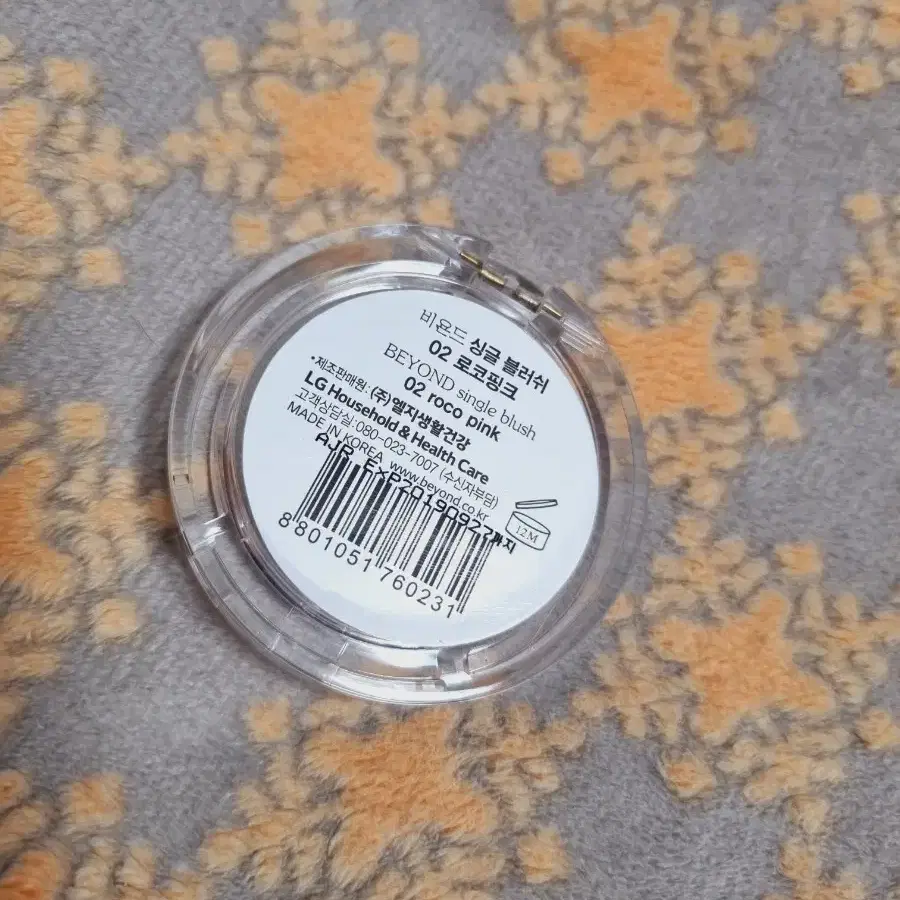 비욘드 싱글 블러쉬
02 로코핑크
BEYOND single blush
02 roco pink
•제조판매원: (주)엘지생활건강
LG Household & Health Care
고객상담실:080-023-7007 (수신자부담)
MADE IN KOREA www.beyond.co.kr
AJB EXP20190927까지
12M
8 801051 760231